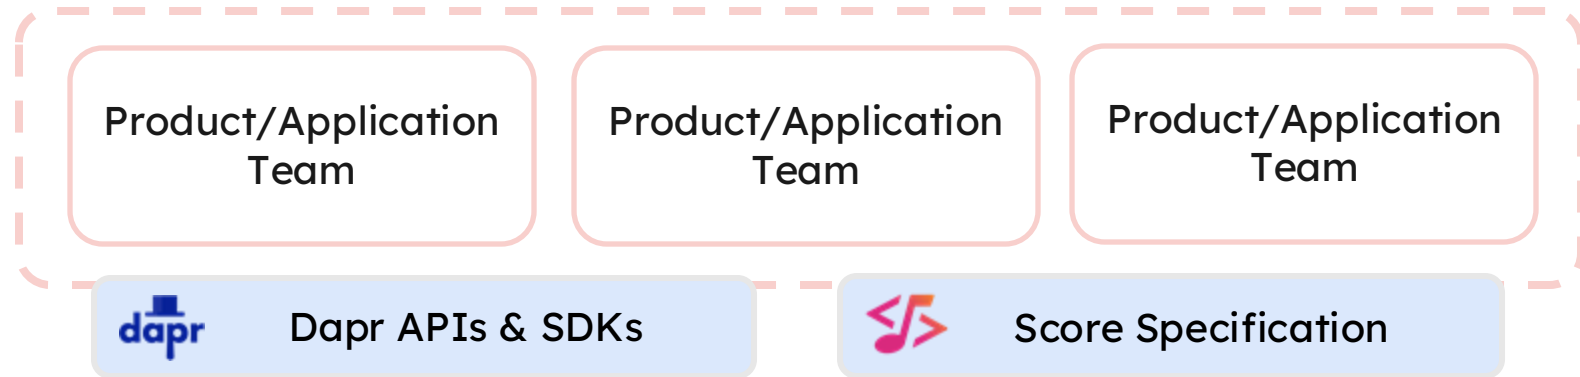 Product/Application
Team
Product/Application
Team
Product/Application
Team
dapr
Dapr APIs & SDKs
Score Specification